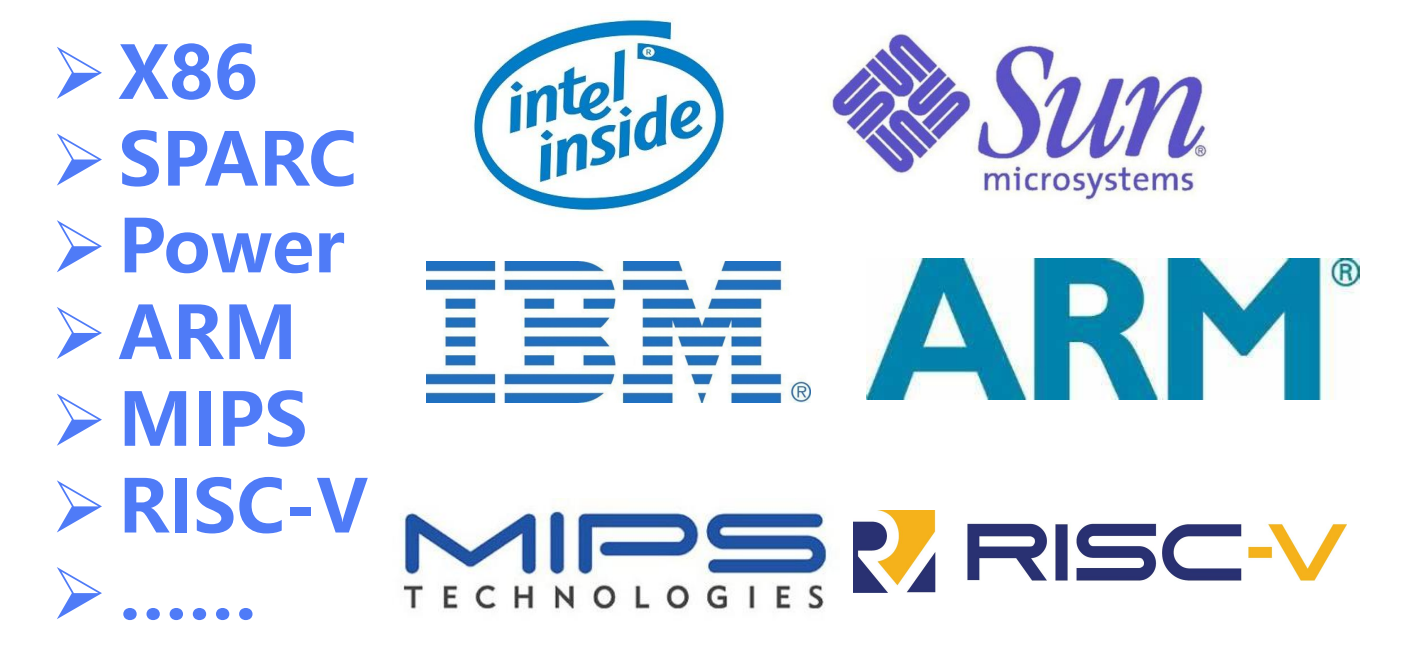 ➢ X86
➢ SPARC
➢ Power
➢ ARM
➢ MIPS
➢ RISC-V
➢ ......
intel®
inside
Sun®
microsystems
IBM®
ARM®
MIPS
TECHNOLOGIES
RISC-V